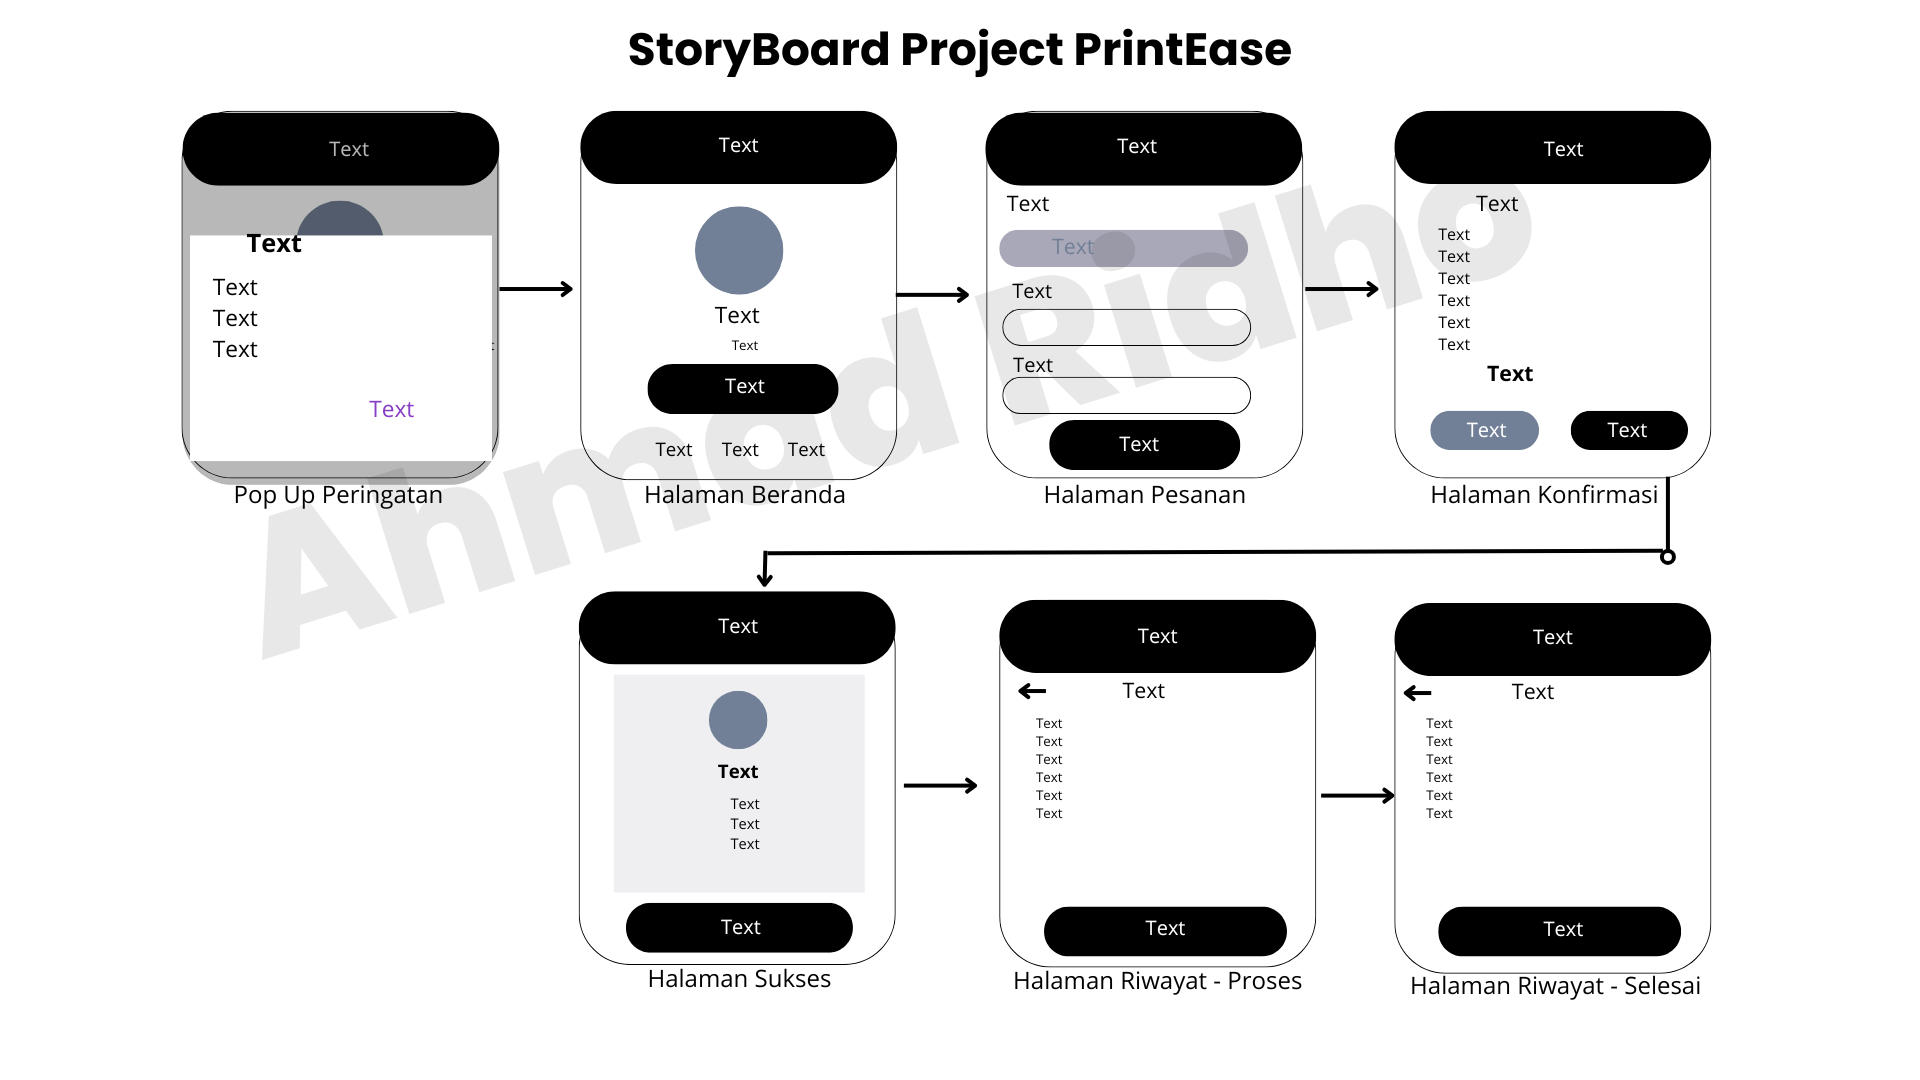 StoryBoard Project PrintEase
Text
Text
Text
Text
Text
Text
Pop Up Peringatan
Text
Text
Text
Text
Text Text Text
Halaman Beranda
Text
Text
Text
Text
Text
Text
Halaman Pesanan
Text
Text
Text
Text
Text
Text
Text
Text
Text
Text Text
Halaman Konfirmasi
Text
Text
Text
Text
Text
Text
Halaman Sukses
Text
Text
Text
Text
Text
Text
Text
Text
Text
Halaman Riwayat - Proses
Text
Text
Text
Text
Text
Text
Text
Text
Text
Halaman Riwayat - Selesai
Ahmad Ridho